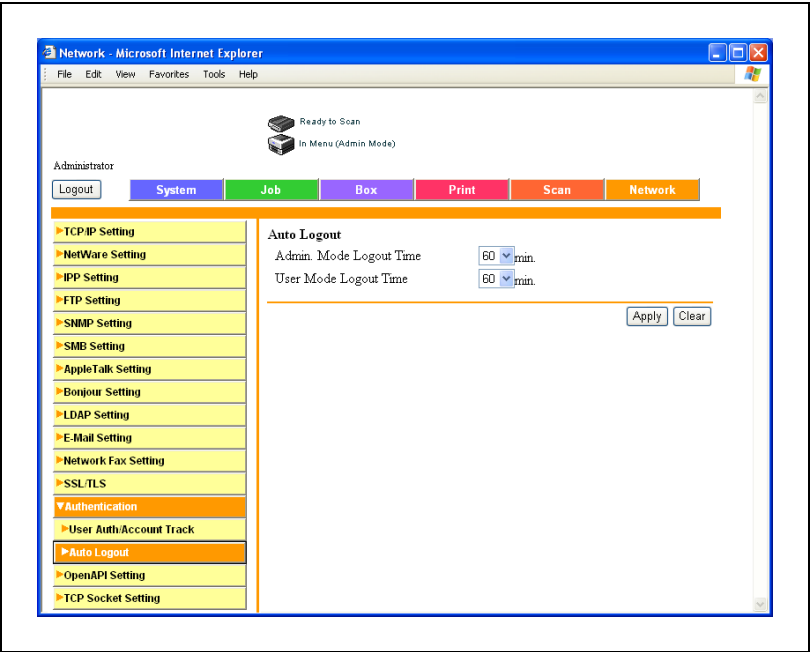 Network - Microsoft Internet Explorer
File Edit View Favorites Tools Help
Ready to Scan
In Menu (Admin Mode)
Administrator
Logout System Job Box Print Scan Network
TCP/IP Setting
NetWare Setting
IPP Setting
FTP Setting
SNMP Setting
SMB Setting
AppleTalk Setting
Bonjour Setting
LDAP Setting
E-Mail Setting
Network Fax Setting
SSL/TLS
Authentication
User Auth/Account Track
Auto Logout
OpenAPI Setting
TCP Socket Setting
Auto Logout
Admin. Mode Logout Time 60 min.
User Mode Logout Time 60 min.
Apply Clear